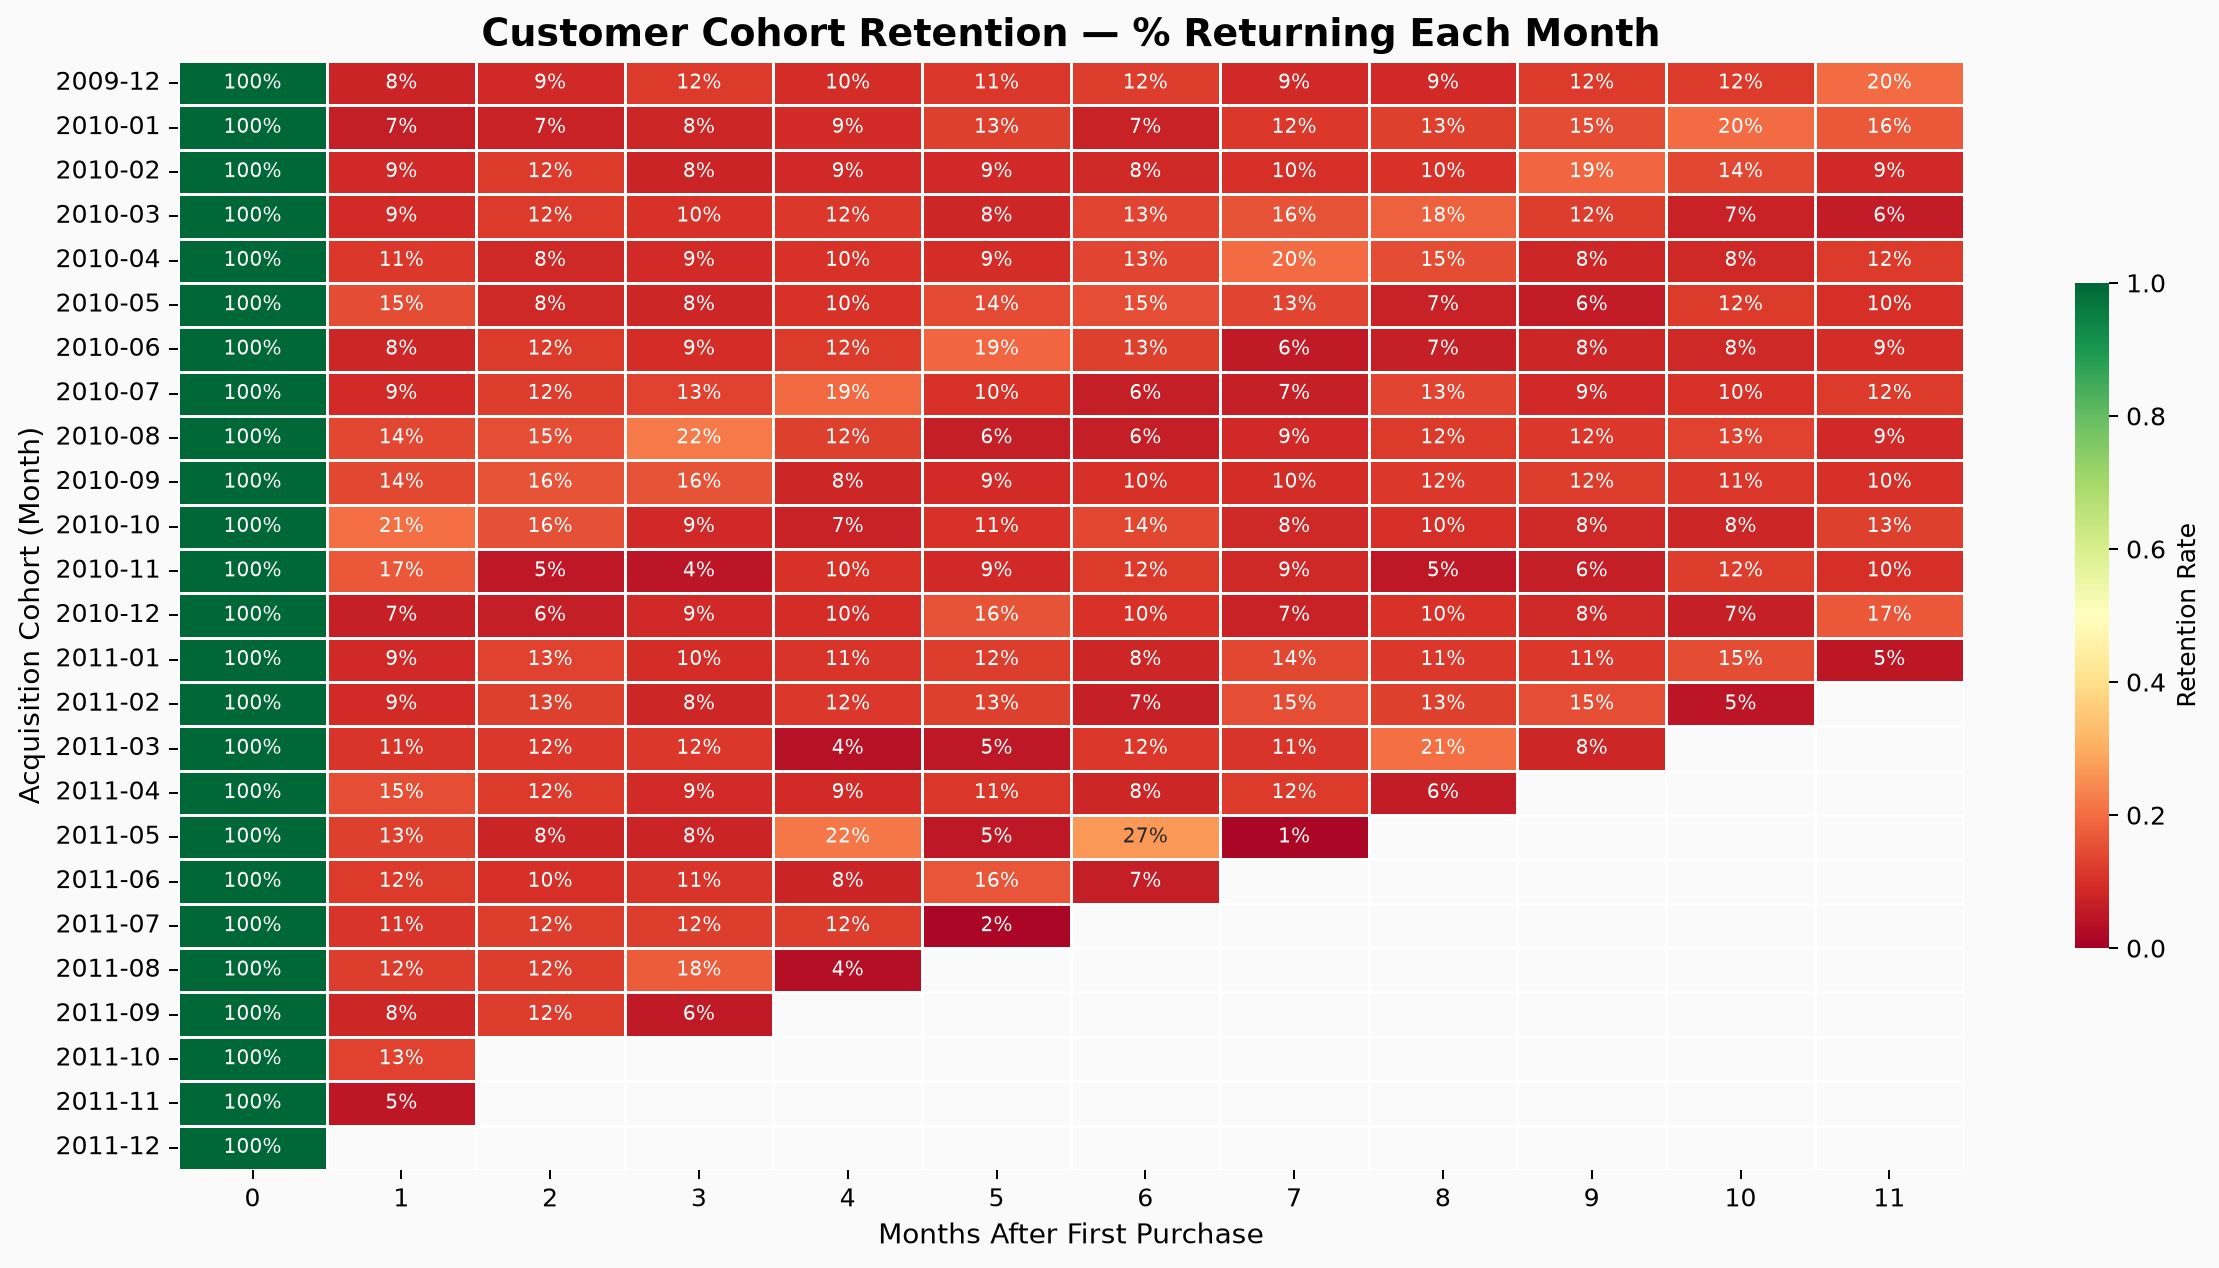 Customer Cohort Retention — % Returning Each Month
2009-12 100% 8% 9% 12% 10% 11% 12% 9% 9% 12% 12% 20%
2010-01 100% 7% 7% 8% 9% 13% 7% 12% 13% 15% 20% 16%
2010-02 100% 9% 12% 8% 9% 9% 8% 10% 10% 19% 14% 9%
2010-03 100% 9% 12% 10% 12% 8% 13% 16% 18% 12% 7% 6%
2010-04 100% 11% 8% 9% 10% 9% 13% 20% 15% 8% 8% 12%
2010-05 100% 15% 8% 8% 10% 14% 15% 13% 7% 6% 12% 10%
2010-06 100% 8% 12% 9% 12% 19% 13% 6% 7% 8% 8% 9%
2010-07 100% 9% 12% 13% 19% 10% 6% 7% 13% 9% 10% 12%
2010-08 100% 14% 15% 22% 12% 6% 6% 9% 12% 12% 13% 9%
2010-09 100% 14% 16% 16% 8% 9% 10% 10% 12% 12% 11% 10%
2010-10 100% 21% 16% 9% 7% 11% 14% 8% 10% 8% 8% 13%
2010-11 100% 17% 5% 4% 10% 9% 12% 9% 5% 6% 12% 10%
2010-12 100% 7% 6% 9% 10% 16% 10% 7% 10% 8% 7% 17%
2011-01 100% 9% 13% 10% 11% 12% 8% 14% 11% 11% 15% 5%
2011-02 100% 9% 13% 8% 12% 13% 7% 15% 13% 15% 5%
2011-03 100% 11% 12% 12% 4% 5% 12% 11% 21% 8%
2011-04 100% 15% 12% 9% 9% 11% 8% 12% 6%
2011-05 100% 13% 8% 8% 22% 5% 27% 1%
2011-06 100% 12% 10% 11% 8% 16% 7%
2011-07 100% 11% 12% 12% 12% 2%
2011-08 100% 12% 12% 18% 4%
2011-09 100% 8% 12% 6%
2011-10 100% 13%
2011-11 100% 5%
2011-12 100%
0 1 2 3 4 5 6 7 8 9 10 11
Months After First Purchase
Acquisition Cohort (Month)
1.0
0.8
0.6
0.4
0.2
0.0
Retention Rate